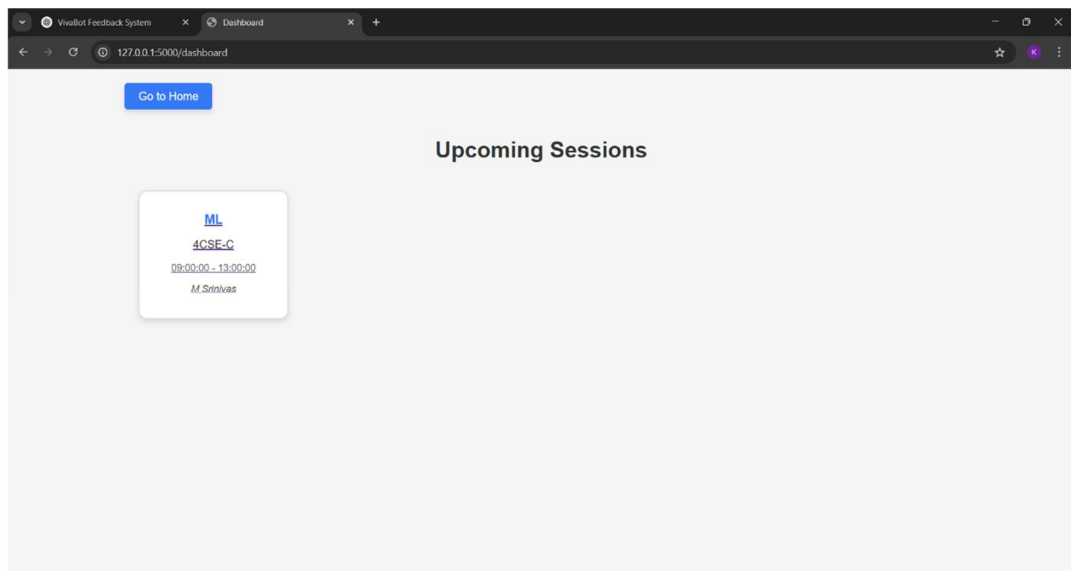 VivaBot Feedback System
Dashboard
127.0.0.1:5000/dashboard
K
Go to Home
Upcoming Sessions
ML
4CSE-C
09:00:00 - 13:00:00
M Srinivas